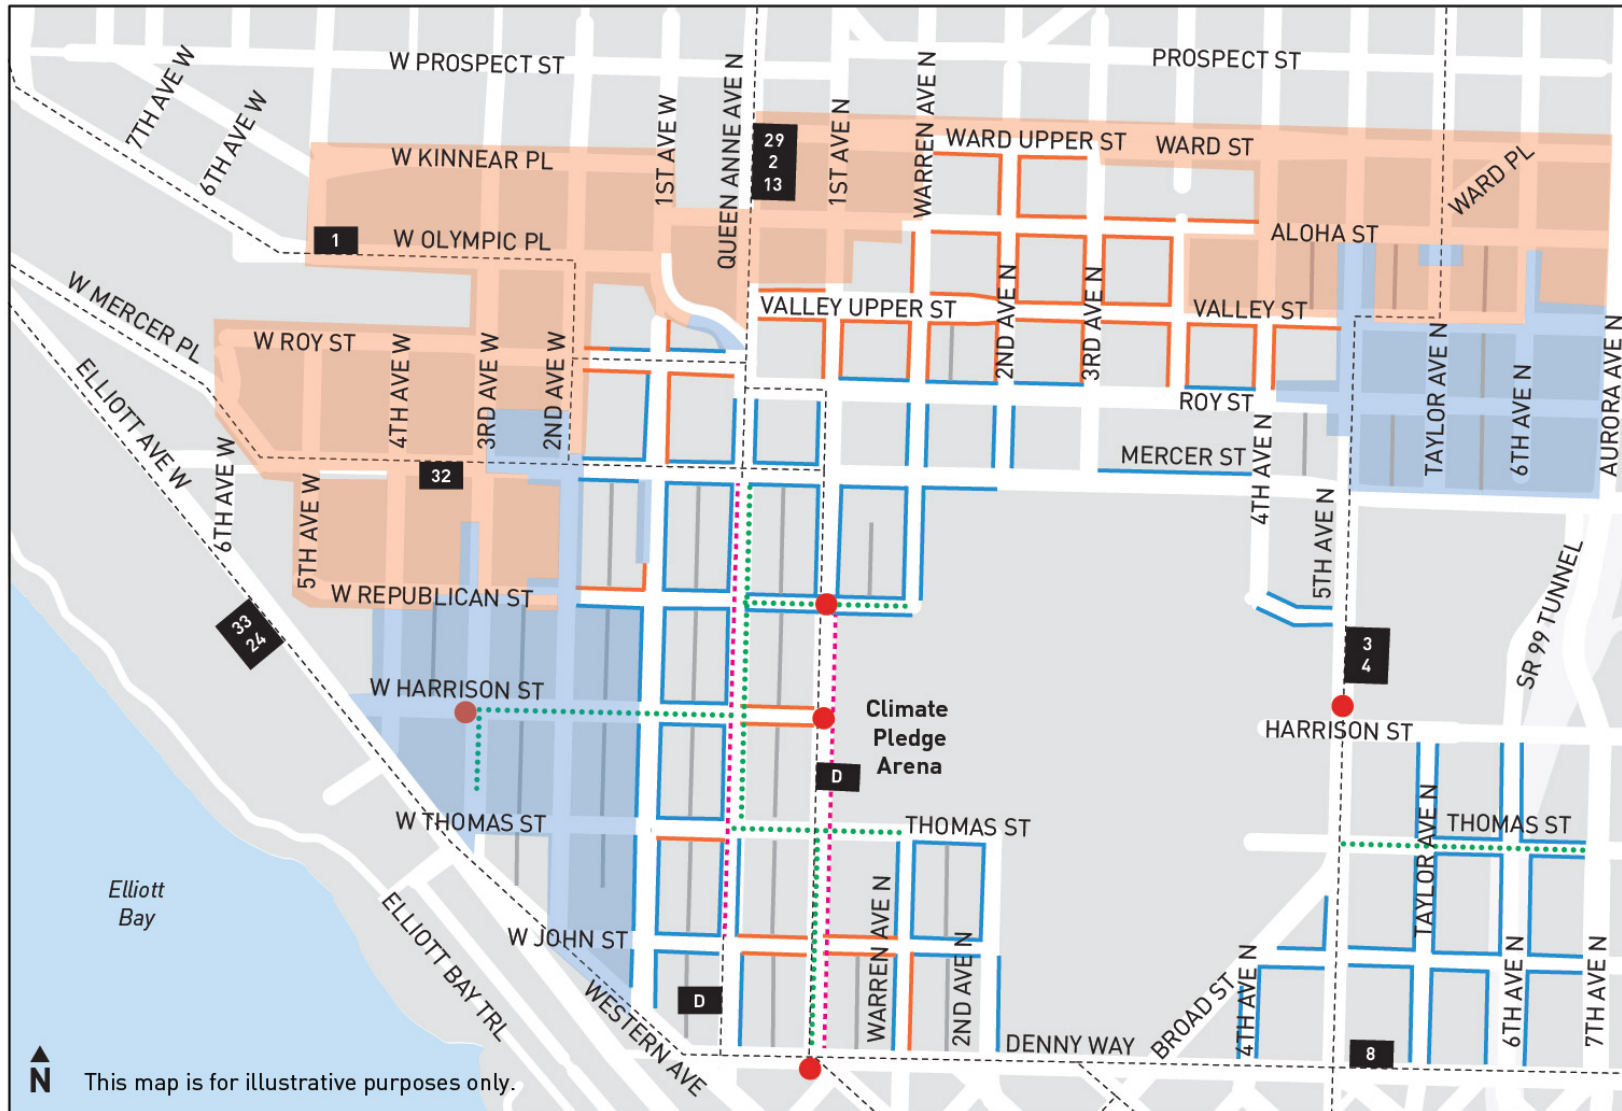 W PROSPECT ST
PROSPECT ST
7TH AVE W
6TH AVE W
1ST AVE W
QUEEN ANNE AVE N
29
2
13
1ST AVE N
WARREN AVE N
WARD UPPER ST
WARD ST
WARD PL
W KINNEAR PL
1
W OLYMPIC PL
ALOHA ST
W MERCER PL
VALLEY UPPER ST
2ND AVE N
3RD AVE N
VALLEY ST
W ROY ST
4TH AVE W
3RD AVE W
2ND AVE W
TAYLOR AVE N
6TH AVE N
AURORA AVE N
ELLIOTT AVE W
ROY ST
MERCER ST
4TH AVE N
5TH AVE N
32
6TH AVE W
5TH AVE W
W REPUBLICAN ST
33
24
SR 99 TUNNEL
3
4
W HARRISON ST
Climate
Pledge
Arena
HARRISON ST
D
W THOMAS ST
THOMAS ST
THOMAS ST
TAYLOR AVE N
Elliott
Bay
ELLIOTT BAY TRL
W JOHN ST
WARREN AVE N
2ND AVE N
BROAD ST
4TH AVE N
6TH AVE N
7TH AVE N
WESTERN AVE
D
DENNY WAY
8
N
This map is for illustrative purposes only.